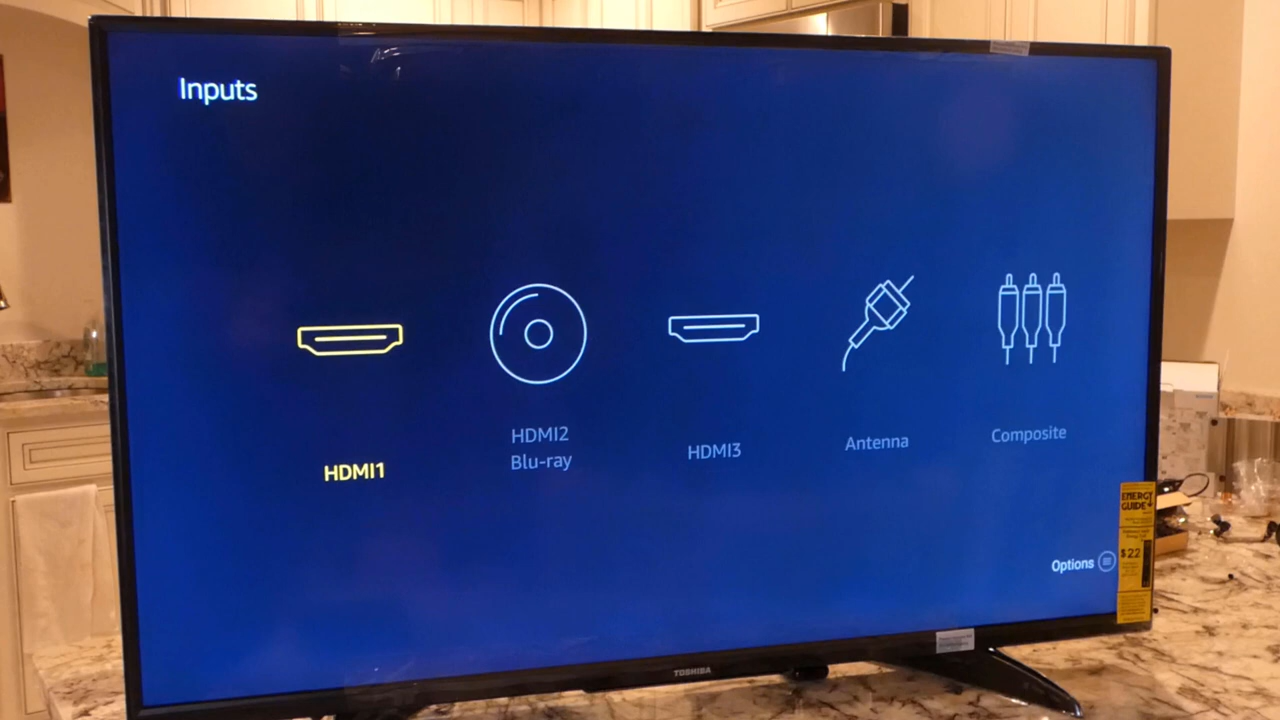 Inputs
HDMI1
HDMI2
Blu-ray
HDMI3
Antenna
Composite
Options
ENERGY
GUIDE
$22
TOSHIBA